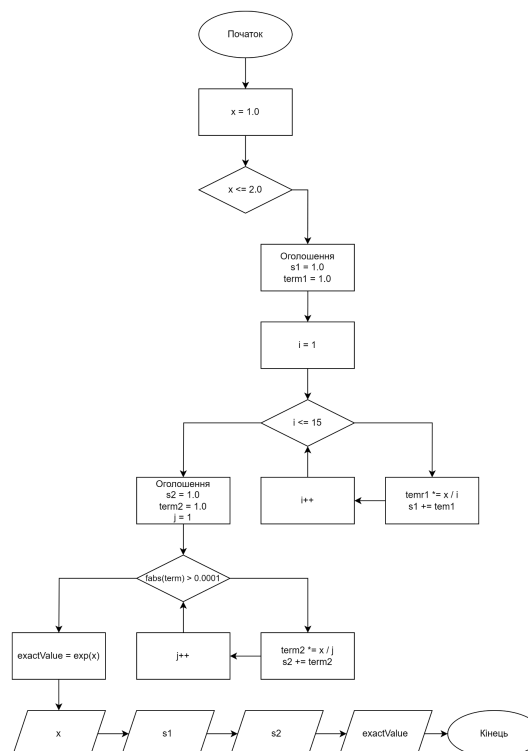 Початок
x = 1.0
x <= 2.0
Оголошення
s1 = 1.0
term1 = 1.0
i = 1
i <= 15
Оголошення
s2 = 1.0
term2 = 1.0
j = 1
i++
temr1 *= x / i
s1 += tem1
fabs(term) > 0.0001
exactValue = exp(x)
j++
term2 *= x / j
s2 += term2
x
s1
s2
exactValue
Кінець